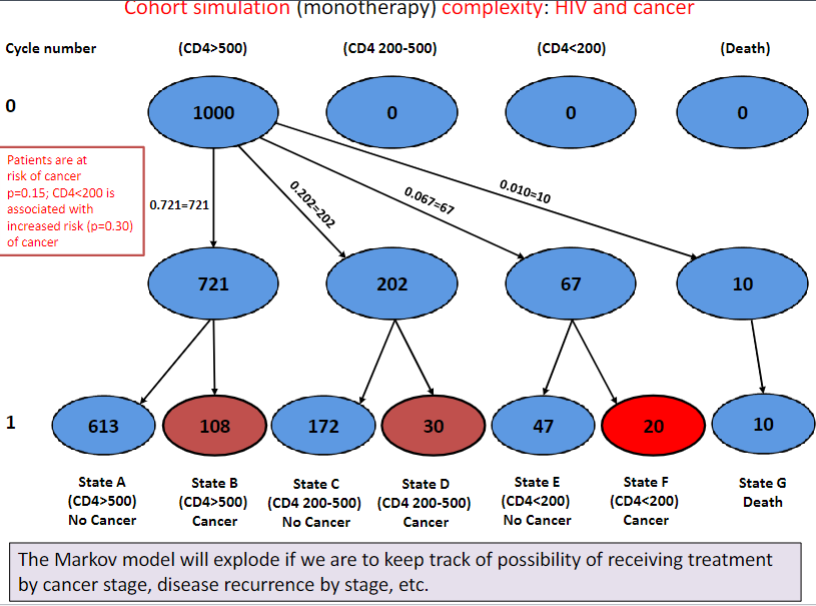 Cohort simulation (monotherapy) complexity: HIV and cancer
Cycle number
(CD4>500)
(CD4 200-500)
(CD4<200)
(Death)
0
1000
0
0
0
Patients are at
risk of cancer
p=0.15; CD4<200 is
associated with
increased risk (p=0.30)
of cancer
0.721=721
0.202=202
0.067=67
0.010=10
721
202
67
10
1
613
108
172
30
47
20
10
State A
(CD4>500)
No Cancer
State B
(CD4>500)
Cancer
State C
(CD4 200-500)
No Cancer
State D
(CD4 200-500)
Cancer
State E
(CD4<200)
No Cancer
State F
(CD4<200)
Cancer
State G
Death
The Markov model will explode if we are to keep track of possibility of receiving treatment
by cancer stage, disease recurrence by stage, etc.